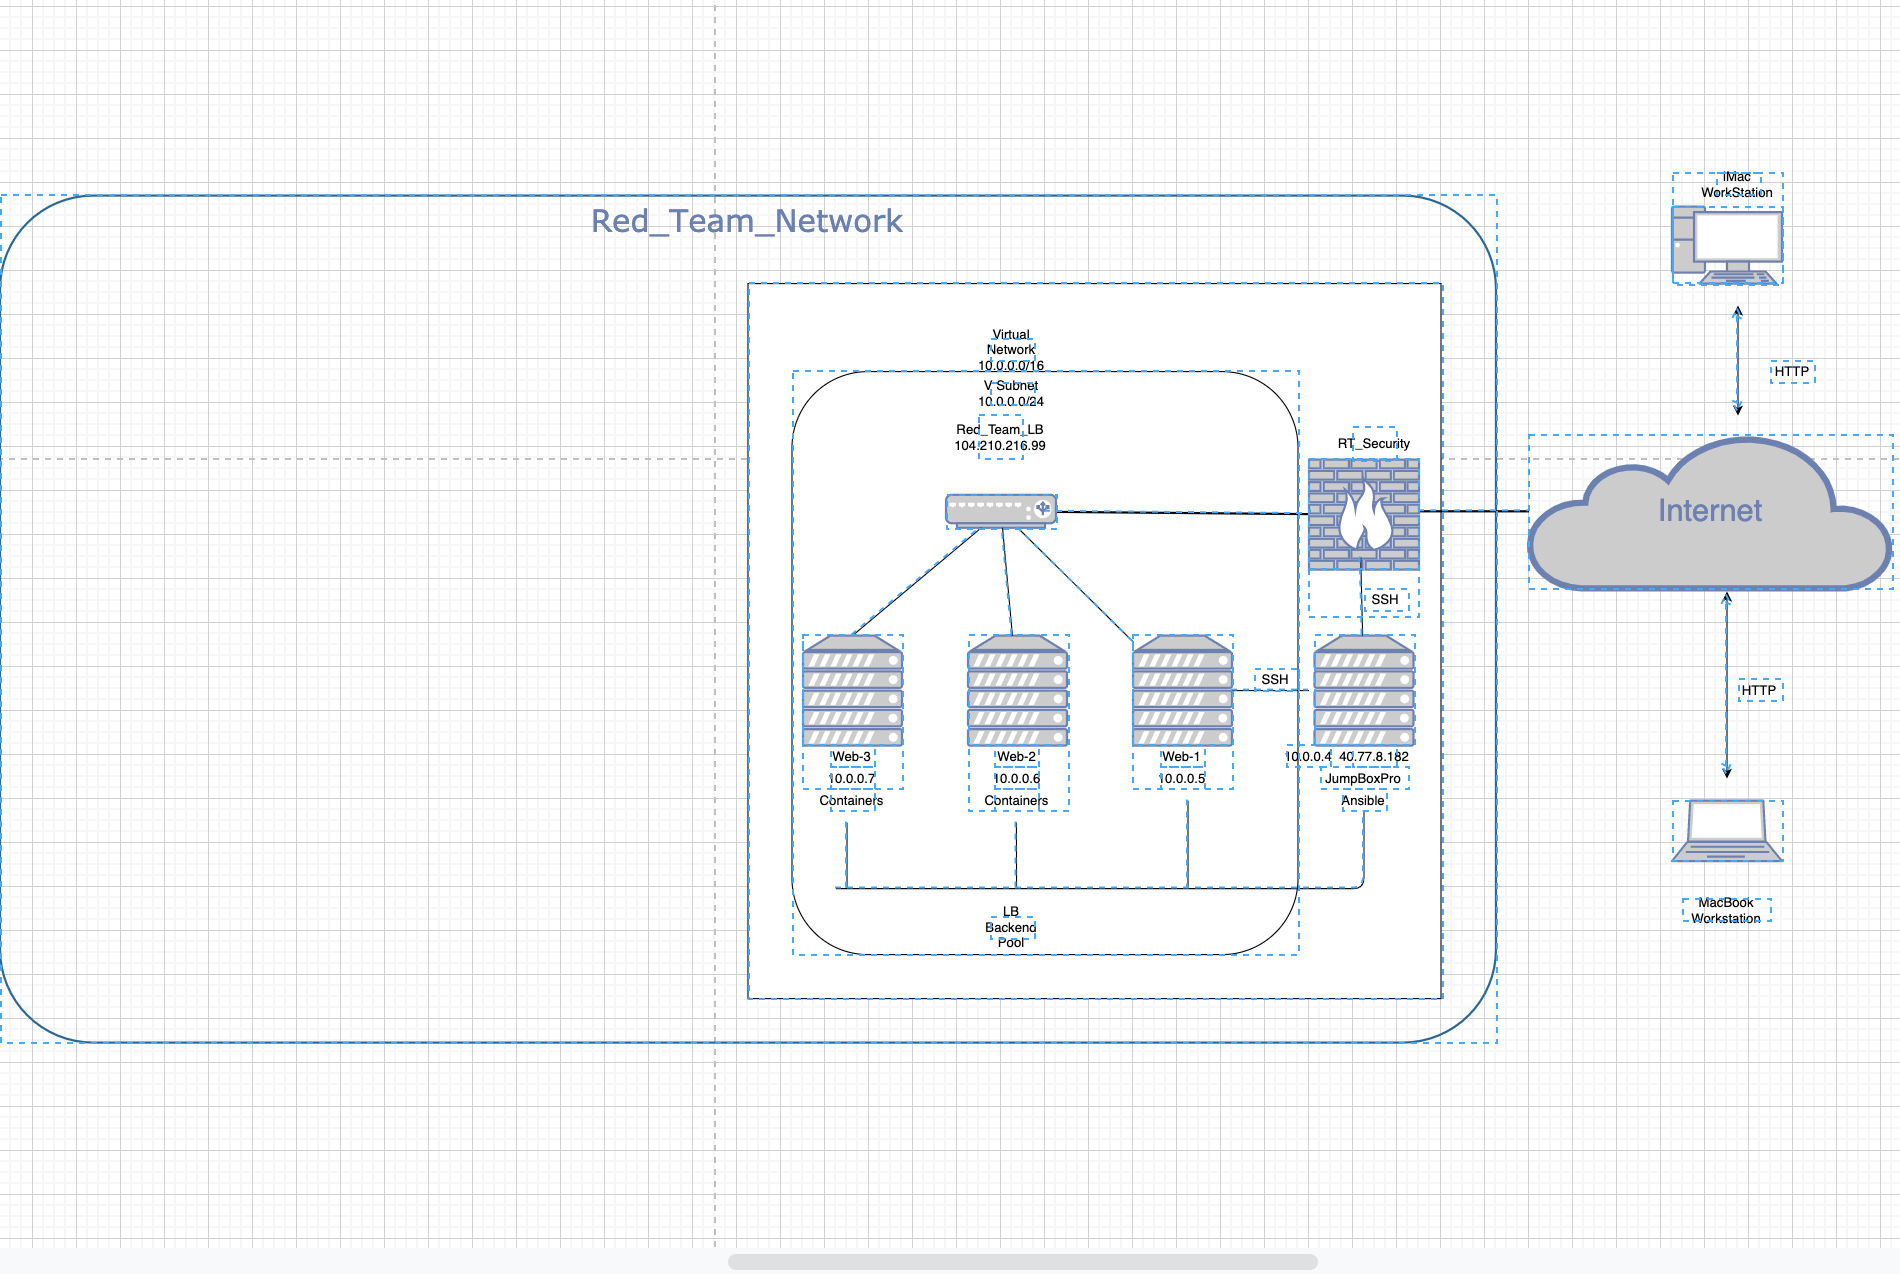 iMac
WorkStation
Red_Team_Network
Virtual
Network
10.0.0.0/16
V Subnet
10.0.0.0/24
HTTP
Red_Team_LB
104.210.216.99
RT_Security
Internet
SSH
SSH
HTTP
Web-3
Web-2
Web-1
10.0.0.4
40.77.8.182
10.0.0.7
10.0.0.6
10.0.0.5
JumpBoxPro
Containers
Containers
Ansible
LB
Backend
Pool
MacBook
Workstation